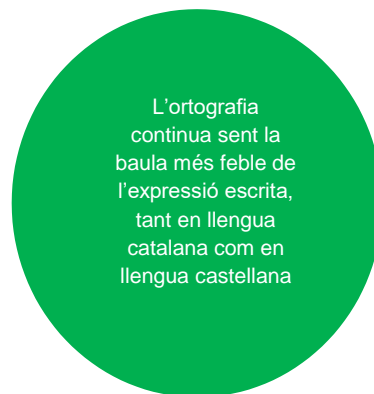 L’ortografia
continua sent la
baula més feble de
l’expressió escrita,
tant en llengua
catalana com en
llengua castellana